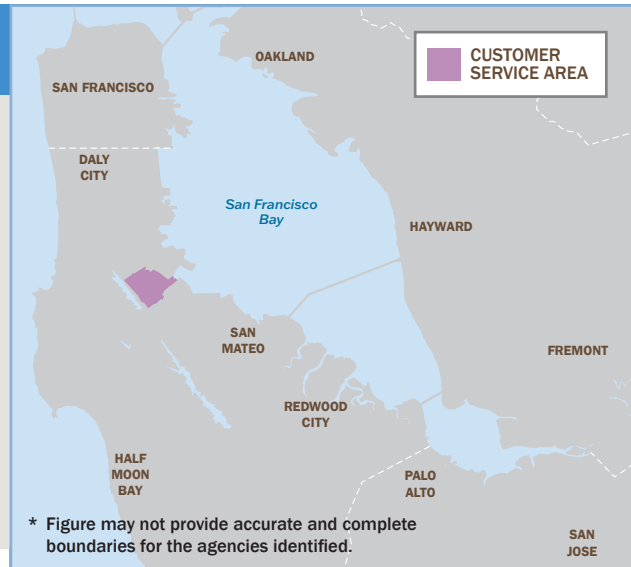 OAKLAND
CUSTOMER
SERVICE AREA
SAN FRANCISCO
DALY
CITY
San Francisco
Bay
HAYWARD
SAN
MATEO
FREMONT
REDWOOD
CITY
HALF
MOON
BAY
PALO
ALTO
* Figure may not provide accurate and complete
boundaries for the agencies identified.
SAN
JOSE